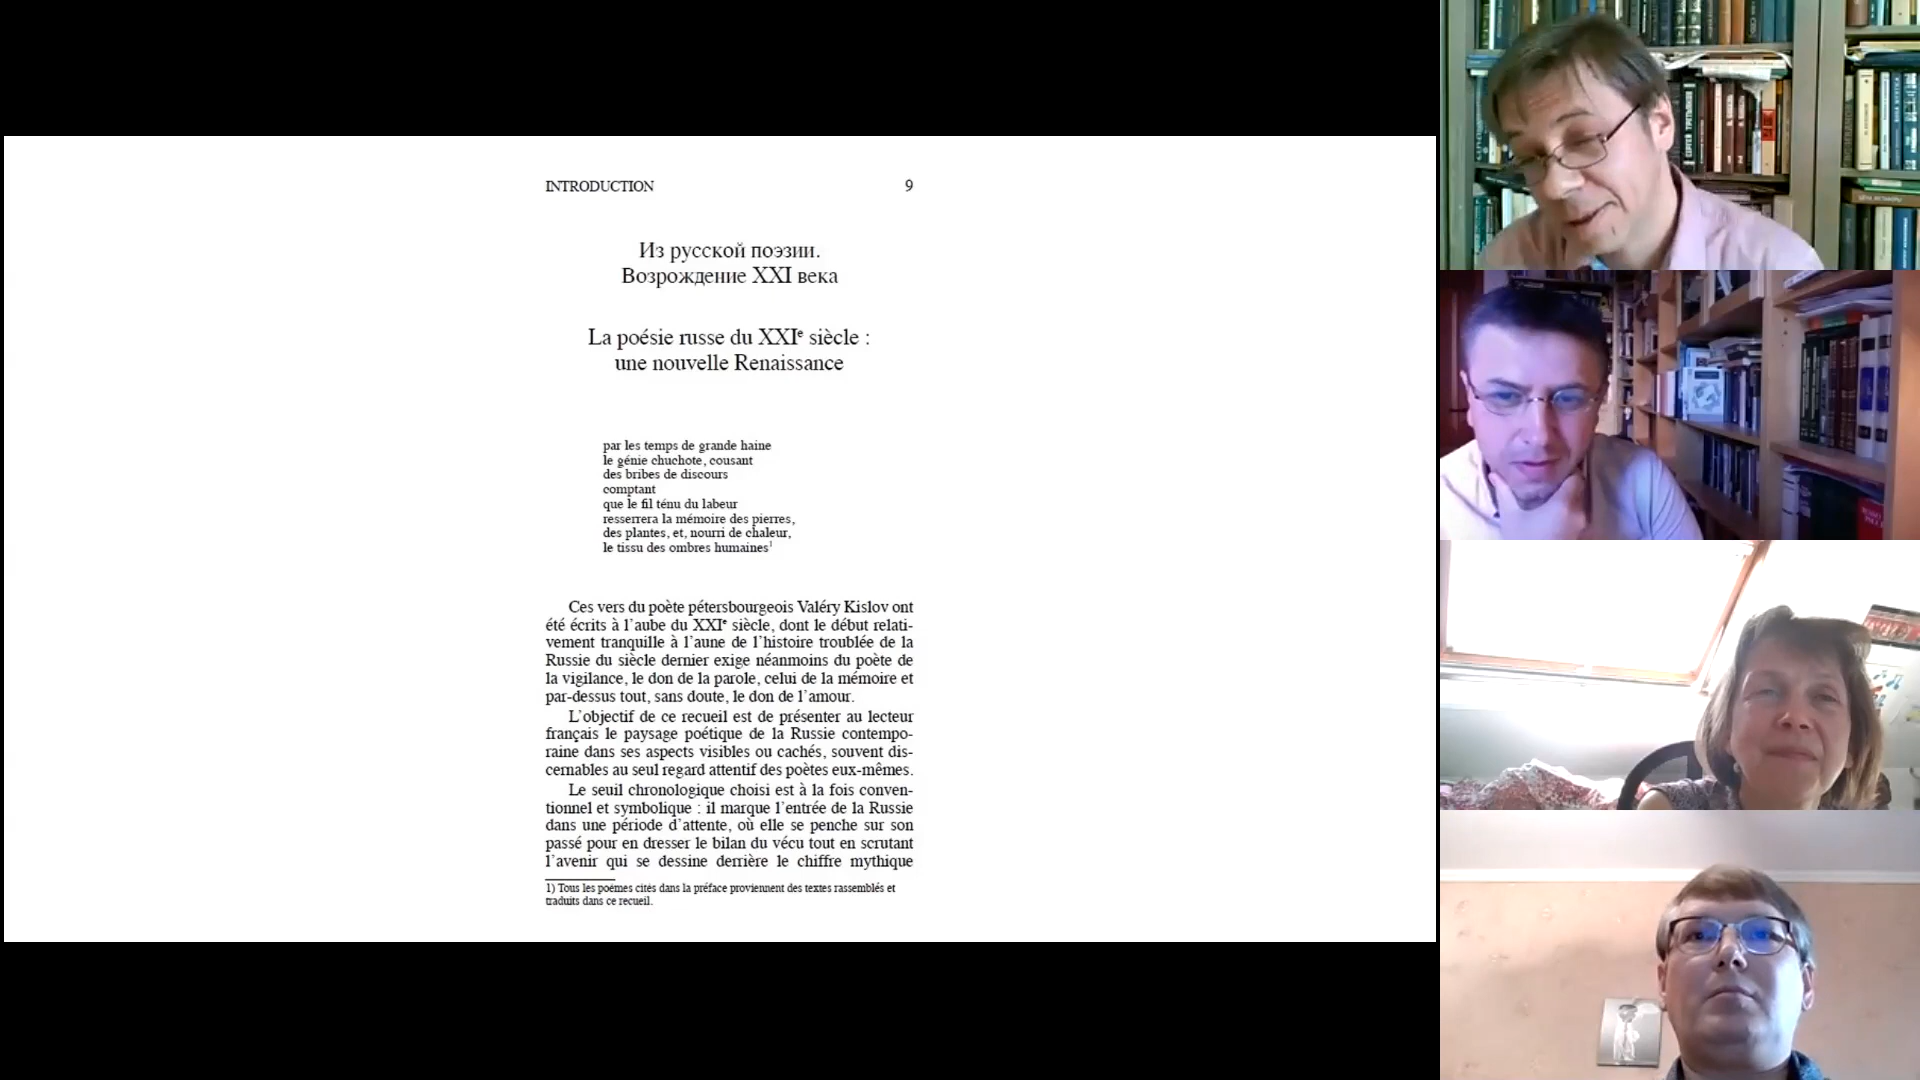 INTRODUCTION 9
Из русской поэзии.
Возрождение XXI века
La poésie russe du XXIᵉ siècle :
une nouvelle Renaissance
par les temps de grande haine
le génie chuchote, cousant
des bribes de discours
comptant
que le fil ténu du labeur
resserrera la mémoire des pierres,
des plantes, et, nourri de chaleur,
le tissu des ombres humaines¹
Ces vers du poète pétersbourgeois Valéry Kislov ont
été écrits à l’aube du XXIᵉ siècle, dont le début relati-
vement tranquille à l’aune de l’histoire troublée de la
Russie du siècle dernier exige néanmoins du poète de
la vigilance, le don de la parole, celui de la mémoire et
par-dessus tout, sans doute, le don de l’amour.
L’objectif de ce recueil est de présenter au lecteur
français le paysage poétique de la Russie contempo-
raine dans ses aspects visibles ou cachés, souvent dis-
cernables au seul regard attentif des poètes eux-mêmes.
Le seuil chronologique choisi est à la fois conven-
tionnel et symbolique : il marque l’entrée de la Russie
dans une période d’attente, où elle se penche sur son
passé pour en dresser le bilan du vécu tout en scrutant
l’avenir qui se dessine derrière le chiffre mythique
1) Tous les poèmes cités dans la préface proviennent des textes rassemblés et
traduits dans ce recueil.
СЕРГЕЙ ТРЕТЬЯКОВ